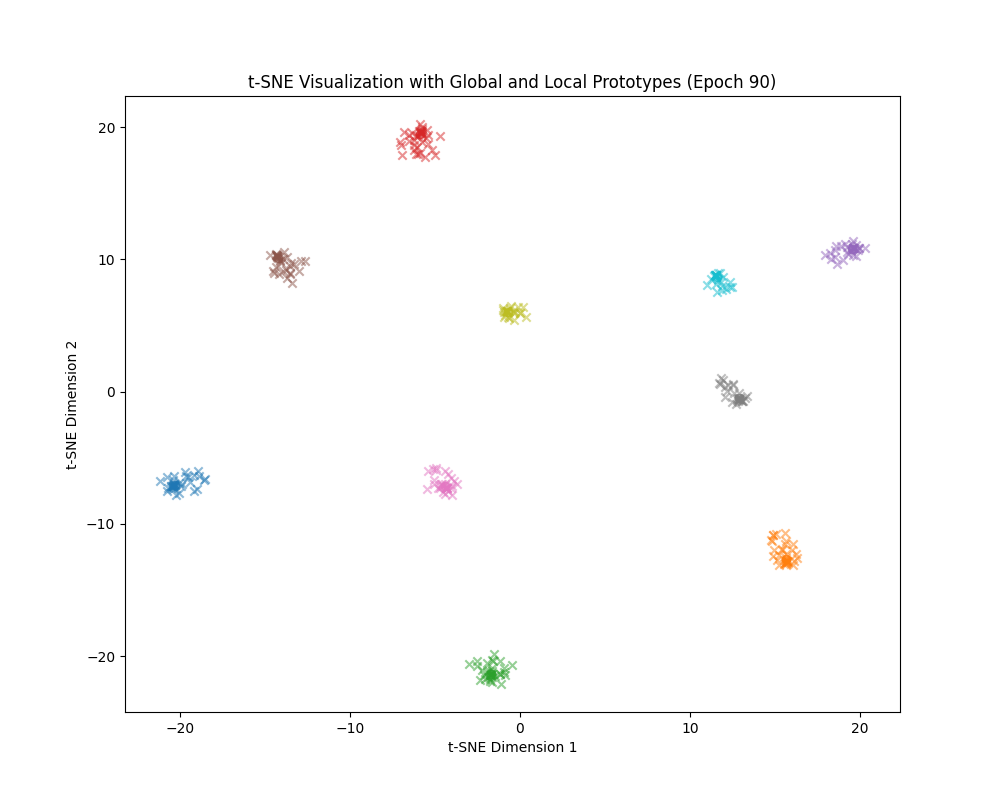 t-SNE Visualization with Global and Local Prototypes (Epoch 90)
20
10
0
−10
−20
t-SNE Dimension 2
−20 −10 0 10 20
t-SNE Dimension 1